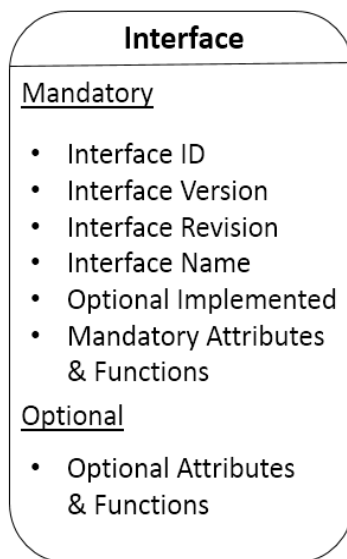 Interface
Mandatory
• Interface ID
• Interface Version
• Interface Revision
• Interface Name
• Optional Implemented
• Mandatory Attributes
& Functions
Optional
• Optional Attributes
& Functions